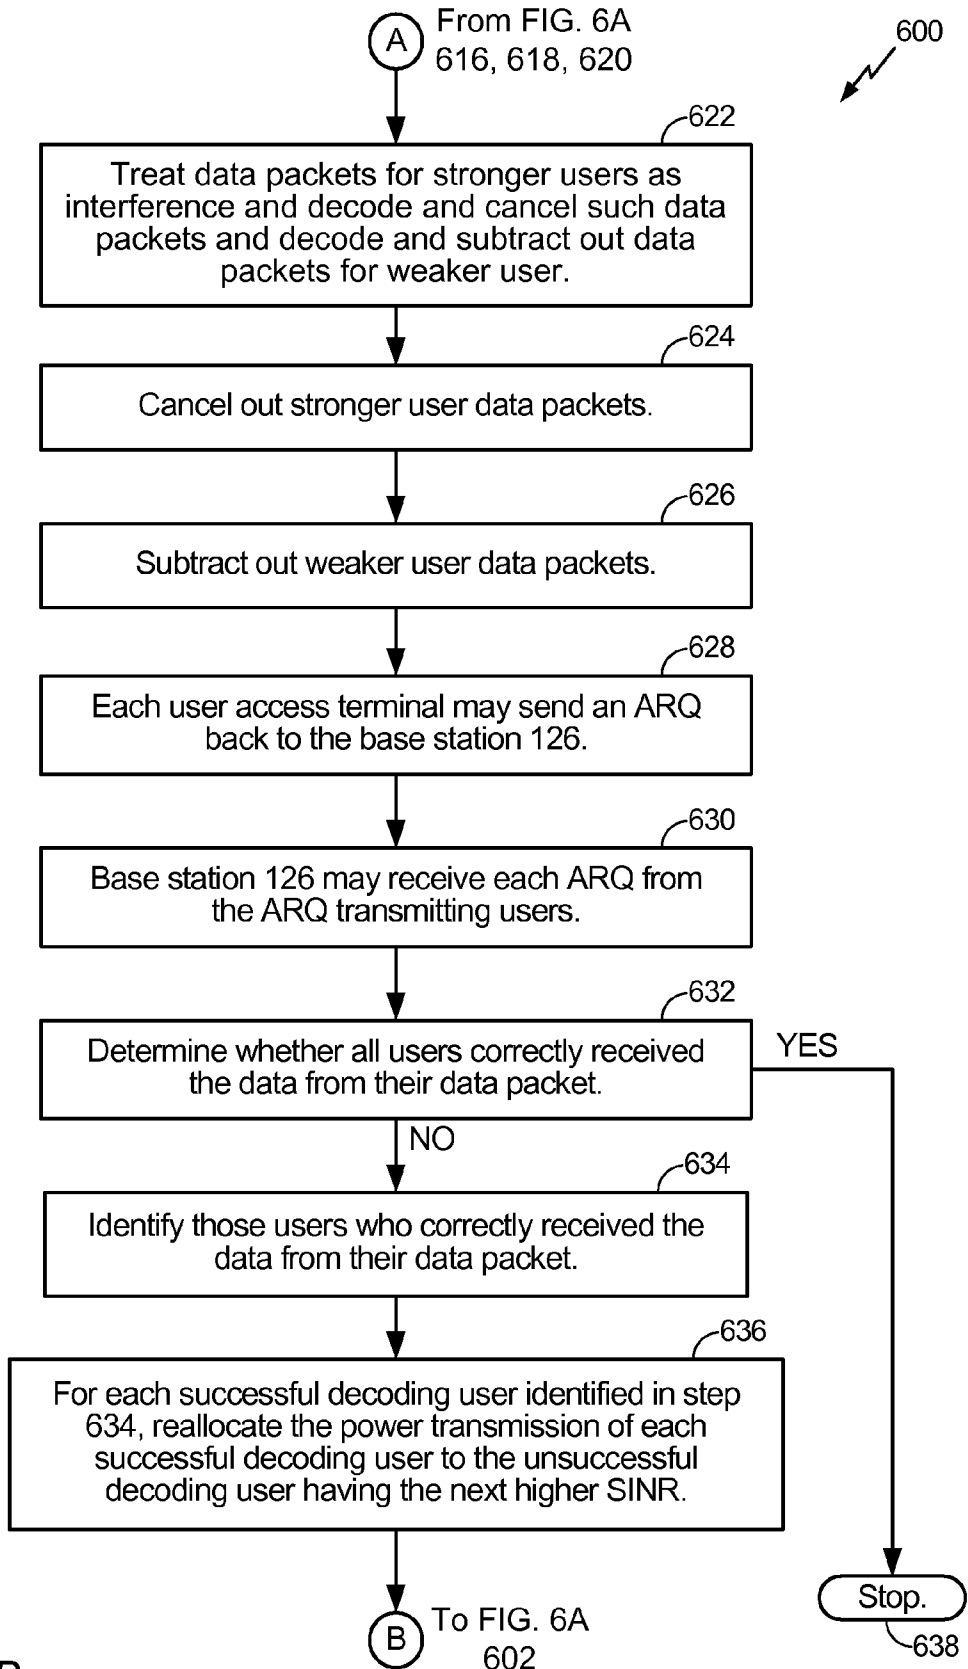 From FIG. 6A
A
616, 618, 620
600
622
Treat data packets for stronger users as
interference and decode and cancel such data
packets and decode and subtract out data
packets for weaker user.
624
Cancel out stronger user data packets.
626
Subtract out weaker user data packets.
628
Each user access terminal may send an ARQ
back to the base station 126.
630
Base station 126 may receive each ARQ from
the ARQ transmitting users.
632
Determine whether all users correctly received
the data from their data packet.
YES
NO
634
Identify those users who correctly received the
data from their data packet.
636
For each successful decoding user identified in step
634, reallocate the power transmission of each
successful decoding user to the unsuccessful
decoding user having the next higher SINR.
Stop.
638
B
To FIG. 6A
602